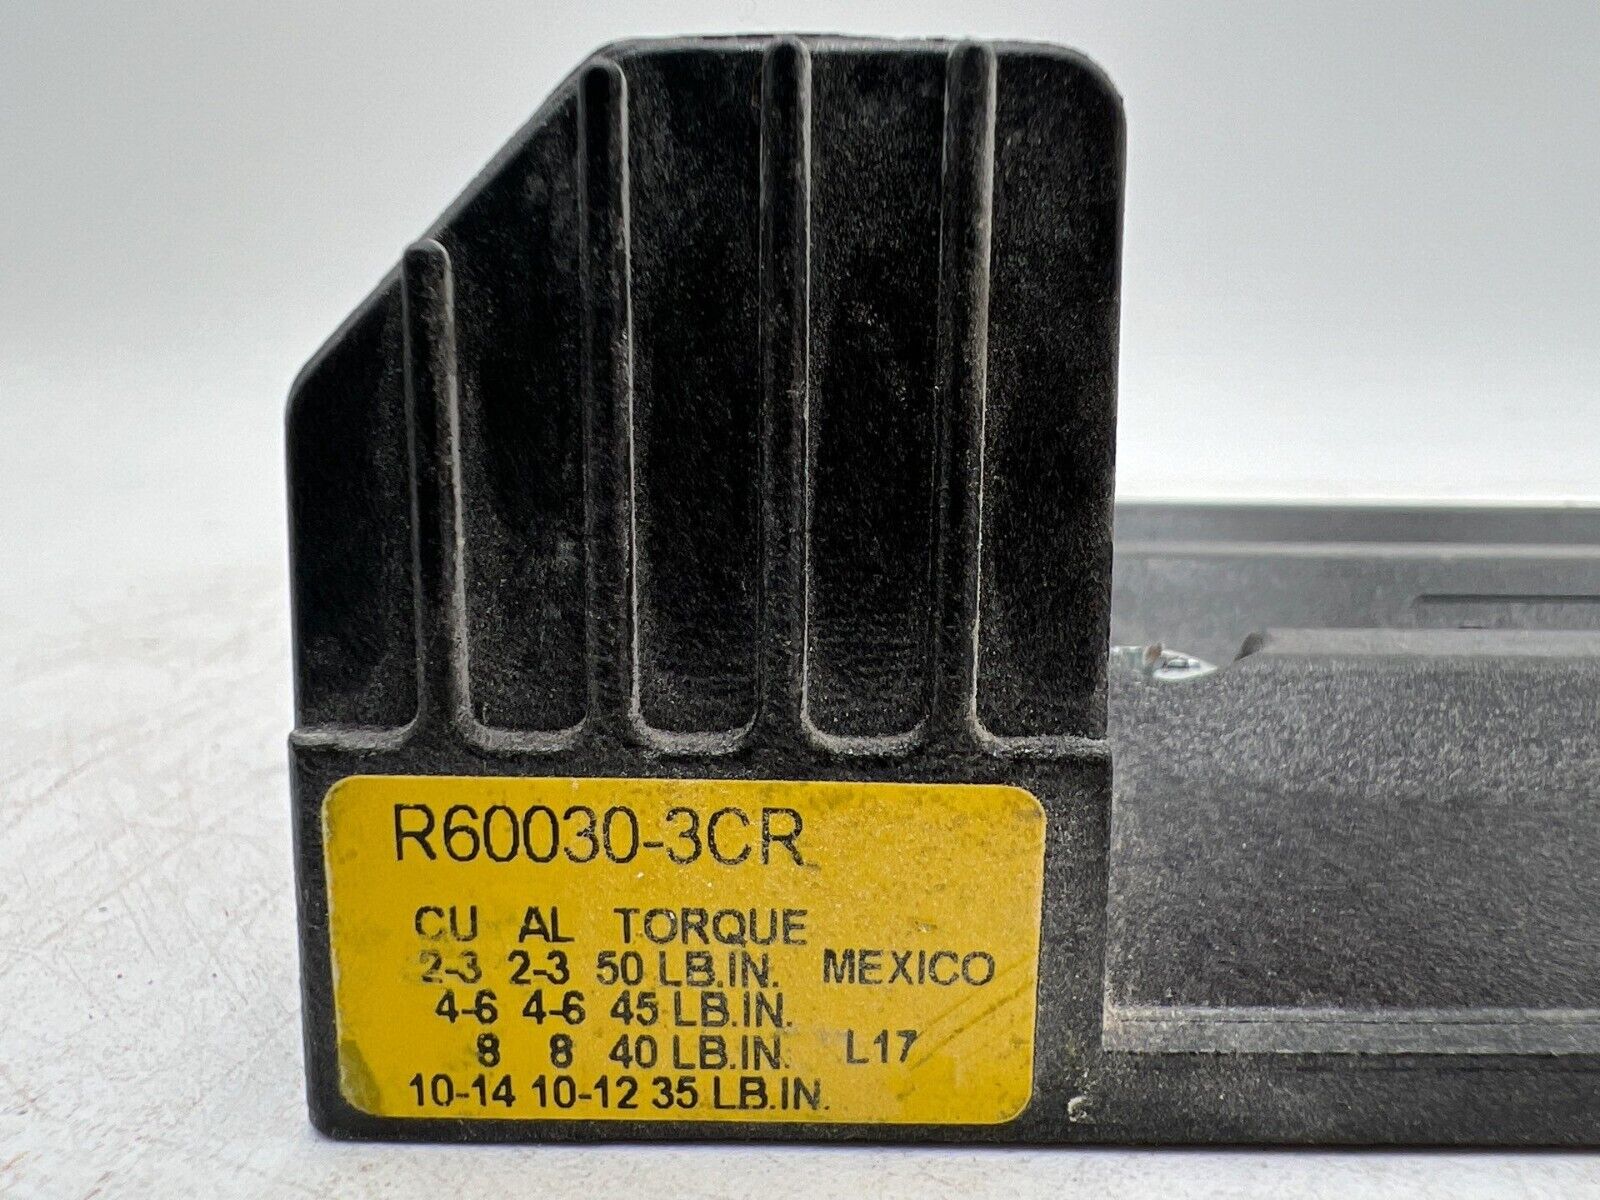 R60030-3CR
CU AL TORQUE
2-3 2-3 50 LB.IN. MEXICO
4-6 4-6 45 LB.IN.
8 8 40 LB.IN. L17
10-14 10-12 35 LB.IN.